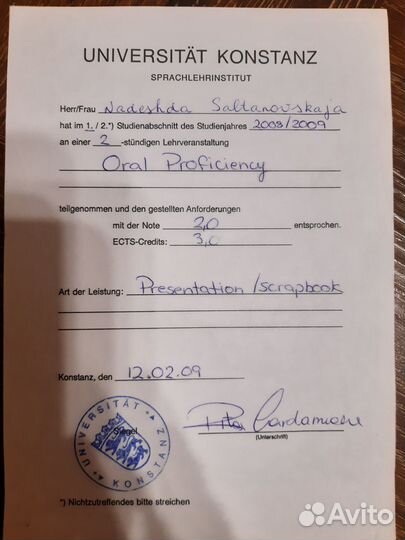 UNIVERSITÄT KONSTANZ
SPRACHLEHRINSTITUT
Herr/Frau Nadeshda Saltanovskaja
hat im 1. / 2.*) Studienabschnitt des Studienjahres 2008/2009
an einer 2 -stündigen Lehrveranstaltung
Oral Proficiency
teilgenommen und den gestellten Anforderungen
mit der Note 2,0 entsprochen.
ECTS-Credits: 3,0
Art der Leistung: Presentation/scrapbook
Konstanz, den 12.02.09
Siegel
UNIVERSITÄT KONSTANZ
(Unterschrift)
*) Nichtzutreffendes bitte streichen
Avito